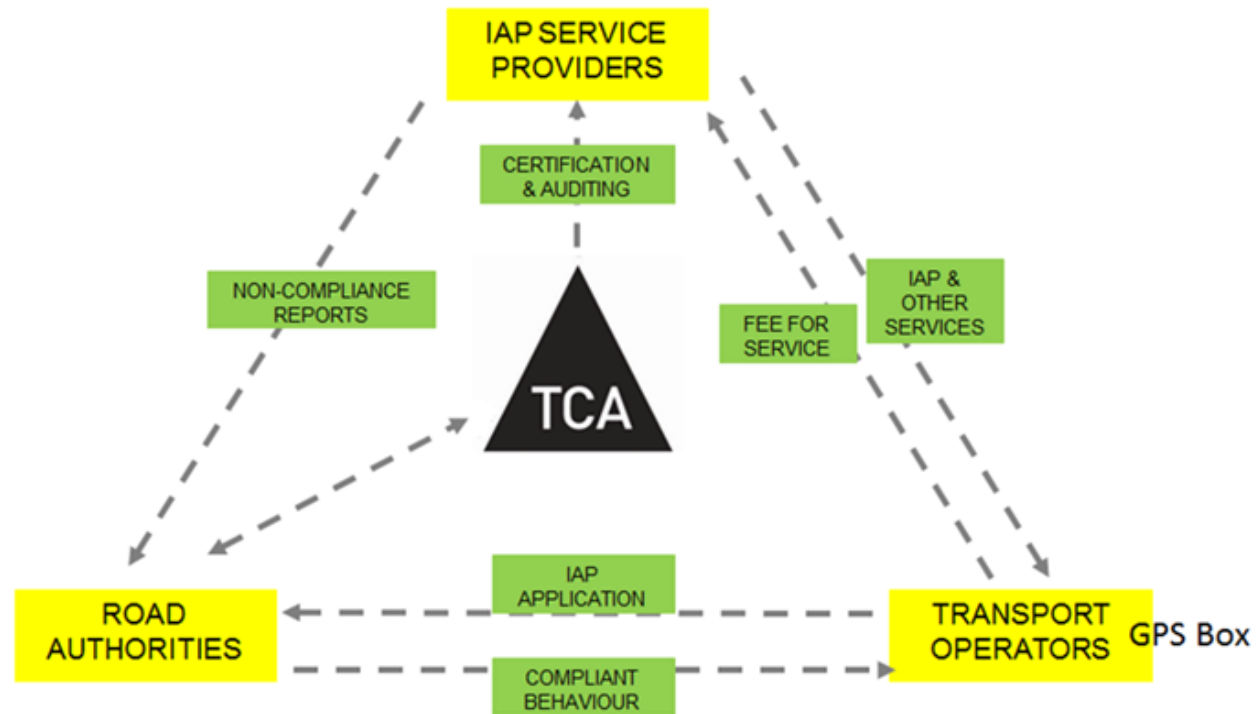 IAP SERVICE
PROVIDERS
CERTIFICATION
& AUDITING
NON-COMPLIANCE
REPORTS
IAP &
OTHER
SERVICES
FEE FOR
SERVICE
TCA
IAP
APPLICATION
ROAD
AUTHORITIES
TRANSPORT
OPERATORS
GPS Box
COMPLIANT
BEHAVIOUR